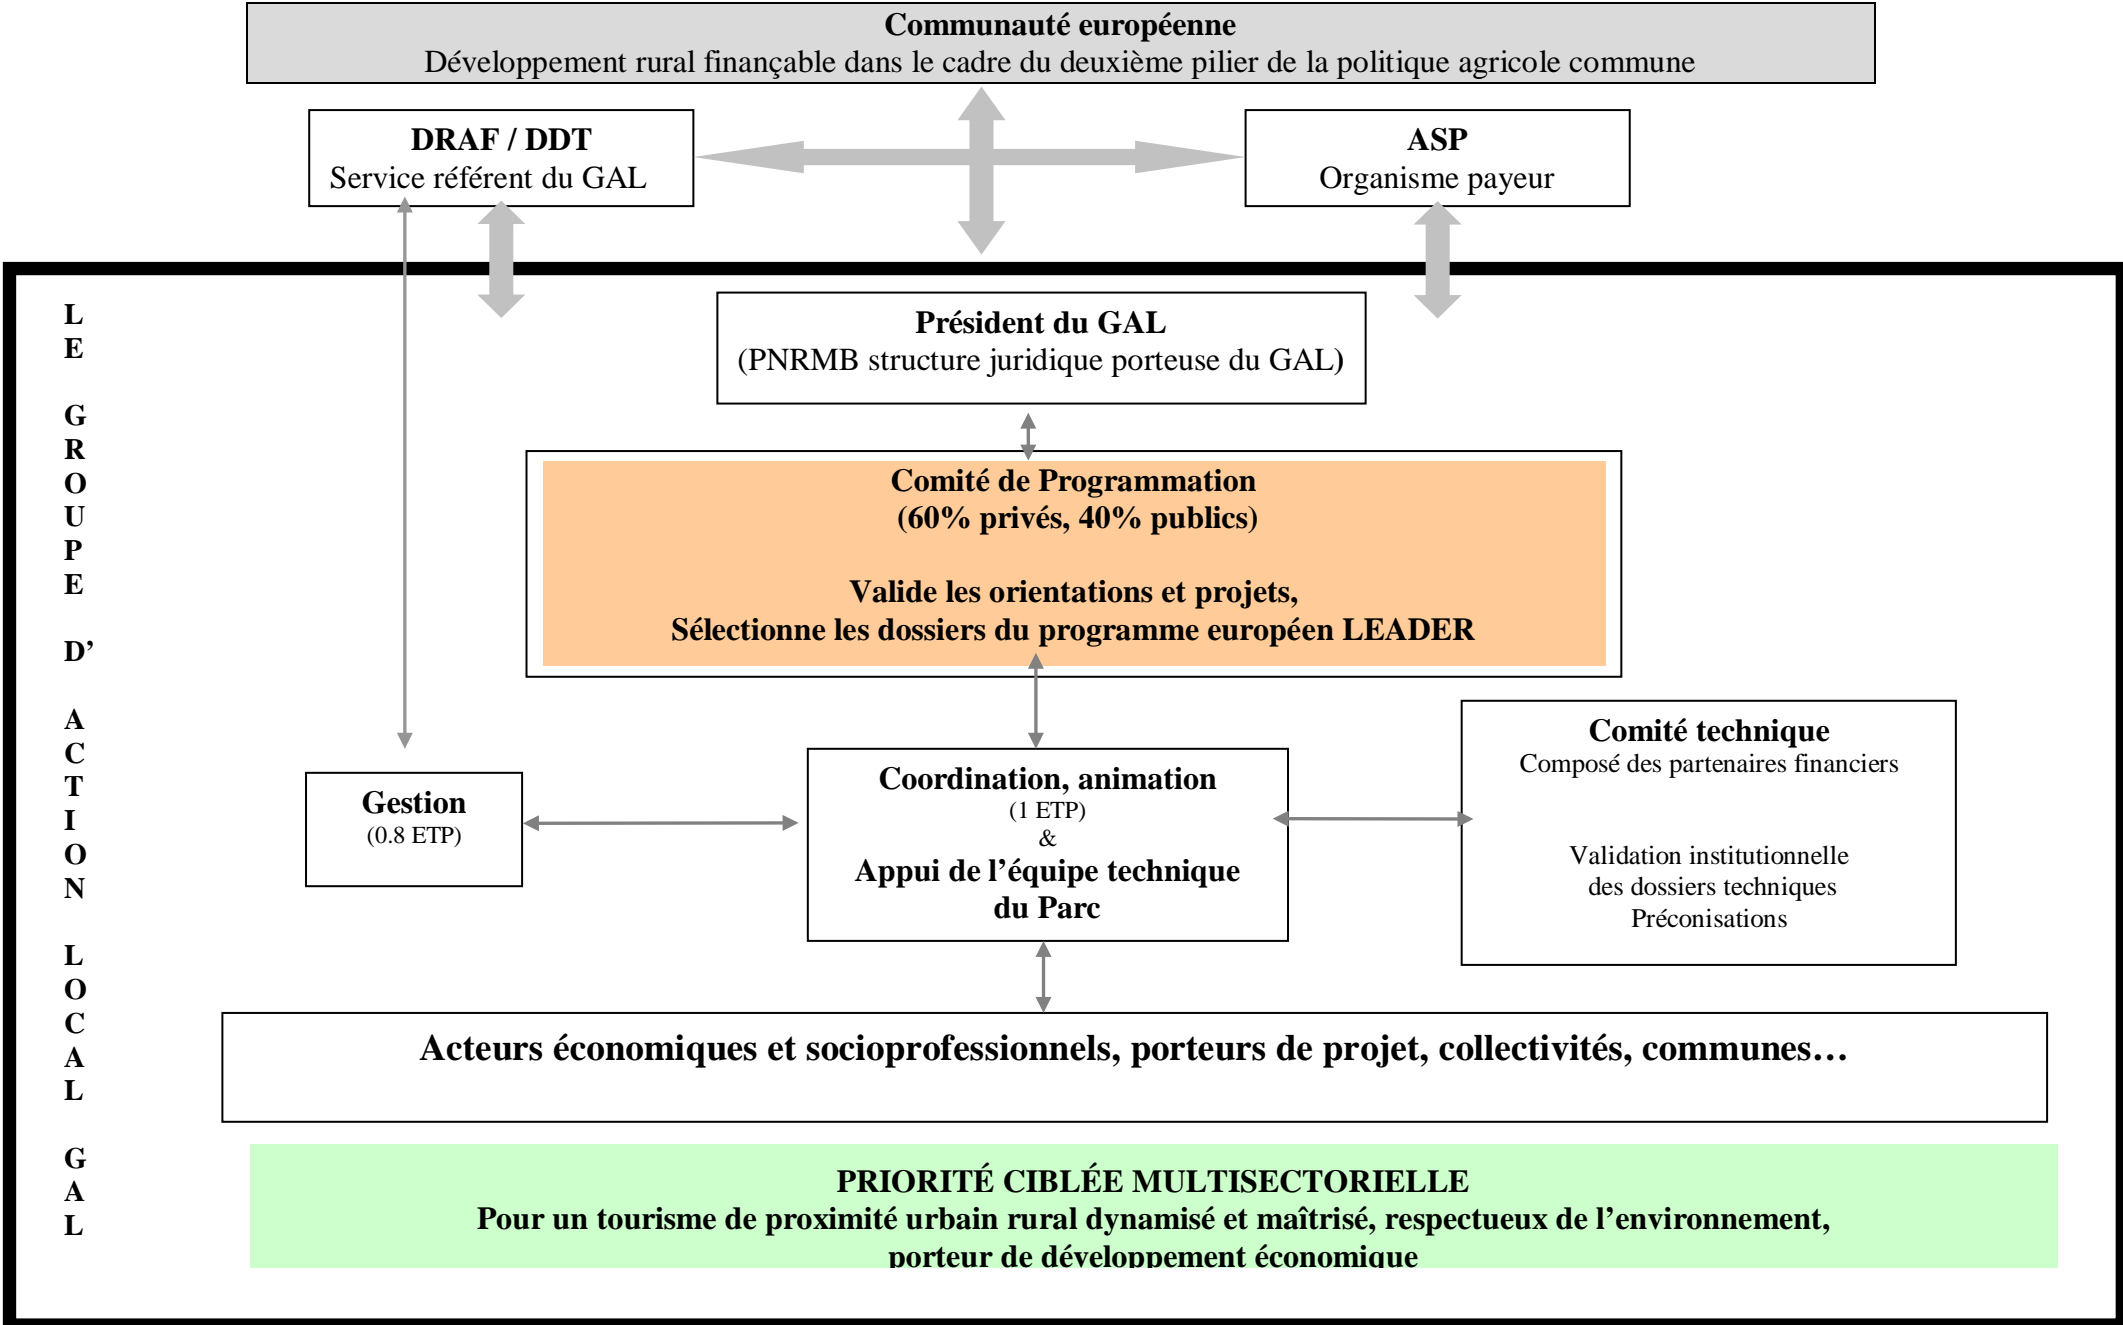 Communauté européenne
Développement rural finançable dans le cadre du deuxième pilier de la politique agricole commune
DRAF / DDT
Service référent du GAL
ASP
Organisme payeur
L
E
G
R
O
U
P
E
D’
A
C
T
I
O
N
L
O
C
A
L
G
A
L
Président du GAL
(PNRMB structure juridique porteuse du GAL)
Comité de Programmation
(60% privés, 40% publics)
Valide les orientations et projets,
Sélectionne les dossiers du programme européen LEADER
Gestion
(0.8 ETP)
Coordination, animation
(1 ETP)
&
Appui de l’équipe technique
du Parc
Comité technique
Composé des partenaires financiers
Validation institutionnelle
des dossiers techniques
Préconisations
Acteurs économiques et socioprofessionnels, porteurs de projet, collectivités, communes…
PRIORITÉ CIBLÉE MULTISECTORIELLE
Pour un tourisme de proximité urbain rural dynamisé et maîtrisé, respectueux de l’environnement,
porteur de développement économique